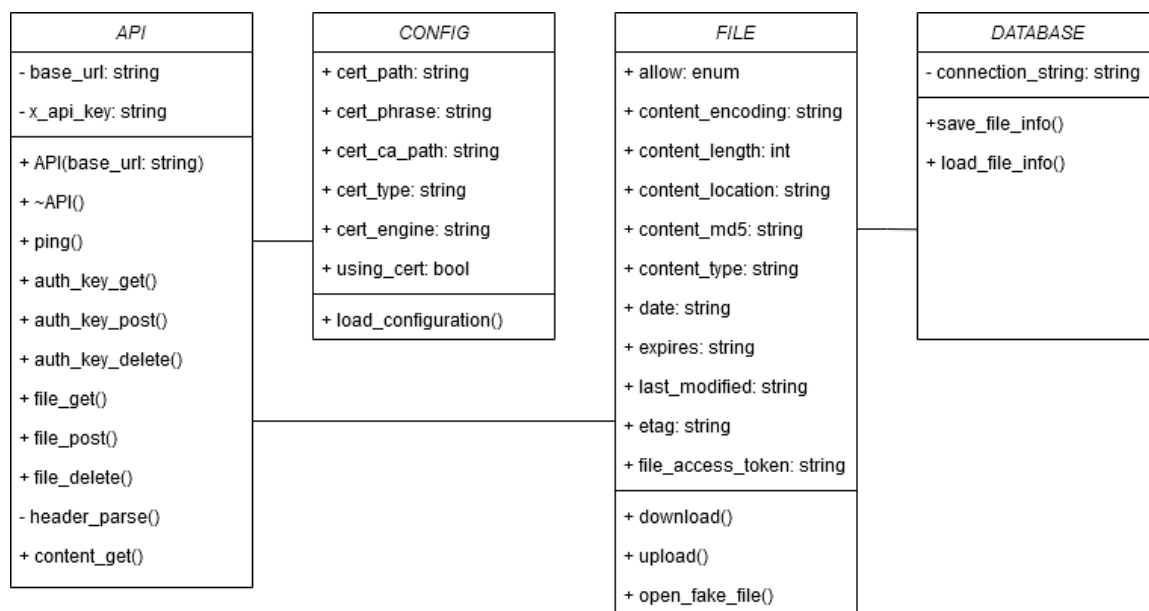 API
- base_url: string
- x_api_key: string
+ API(base_url: string)
+ ~API()
+ ping()
+ auth_key_get()
+ auth_key_post()
+ auth_key_delete()
+ file_get()
+ file_post()
+ file_delete()
- header_parse()
+ content_get()
CONFIG
+ cert_path: string
+ cert_phrase: string
+ cert_ca_path: string
+ cert_type: string
+ cert_engine: string
+ using_cert: bool
+ load_configuration()
FILE
+ allow: enum
+ content_encoding: string
+ content_length: int
+ content_location: string
+ content_md5: string
+ content_type: string
+ date: string
+ expires: string
+ last_modified: string
+ etag: string
+ file_access_token: string
+ download()
+ upload()
+ open_fake_file()
DATABASE
- connection_string: string
+save_file_info()
+ load_file_info()